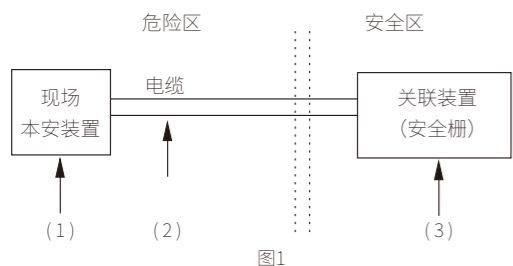 危险区
安全区
电缆
现场
本安装置
关联装置
（安全栅）
(1)
(2)
(3)
图1